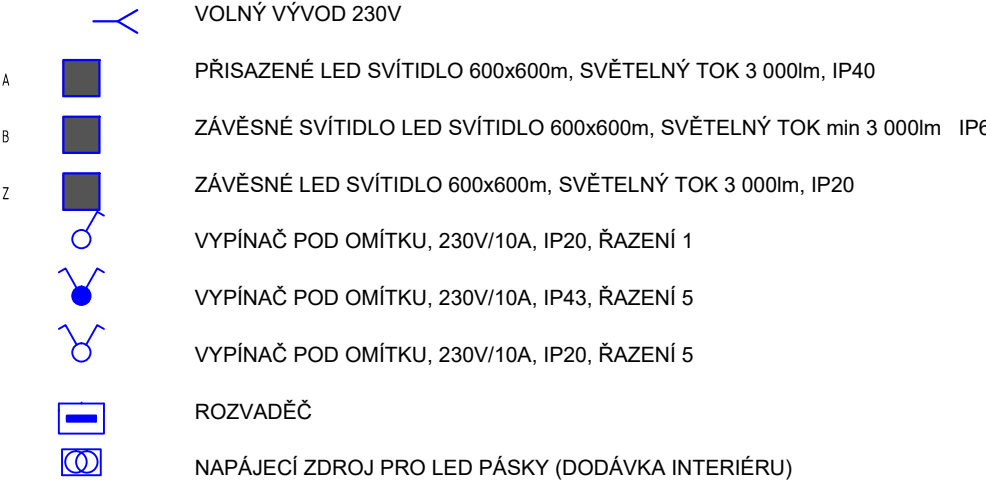 VOLNÝ VÝVOD 230V
A PŘISAZENÉ LED SVÍTIDLO 600x600m, SVĚTELNÝ TOK 3 000lm, IP40
B ZÁVĚSNÉ SVÍTIDLO LED SVÍTIDLO 600x600m, SVĚTELNÝ TOK min 3 000lm
Z ZÁVĚSNÉ LED SVÍTIDLO 600x600m, SVĚTELNÝ TOK 3 000lm, IP20
VYPÍNAČ POD OMÍTKU, 230V/10A, IP20, ŘAZENÍ 1
VYPÍNAČ POD OMÍTKU, 230V/10A, IP43, ŘAZENÍ 5
VYPÍNAČ POD OMÍTKU, 230V/10A, IP20, ŘAZENÍ 5
ROZVADĚČ
NAPÁJECÍ ZDROJ PRO LED PÁSKY (DODÁVKA INTERIÉRU)